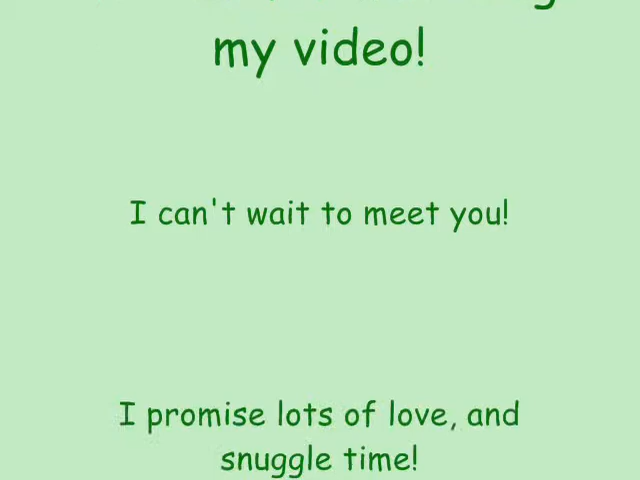 my video!
I can't wait to meet you!
I promise lots of love, and
snuggle time!